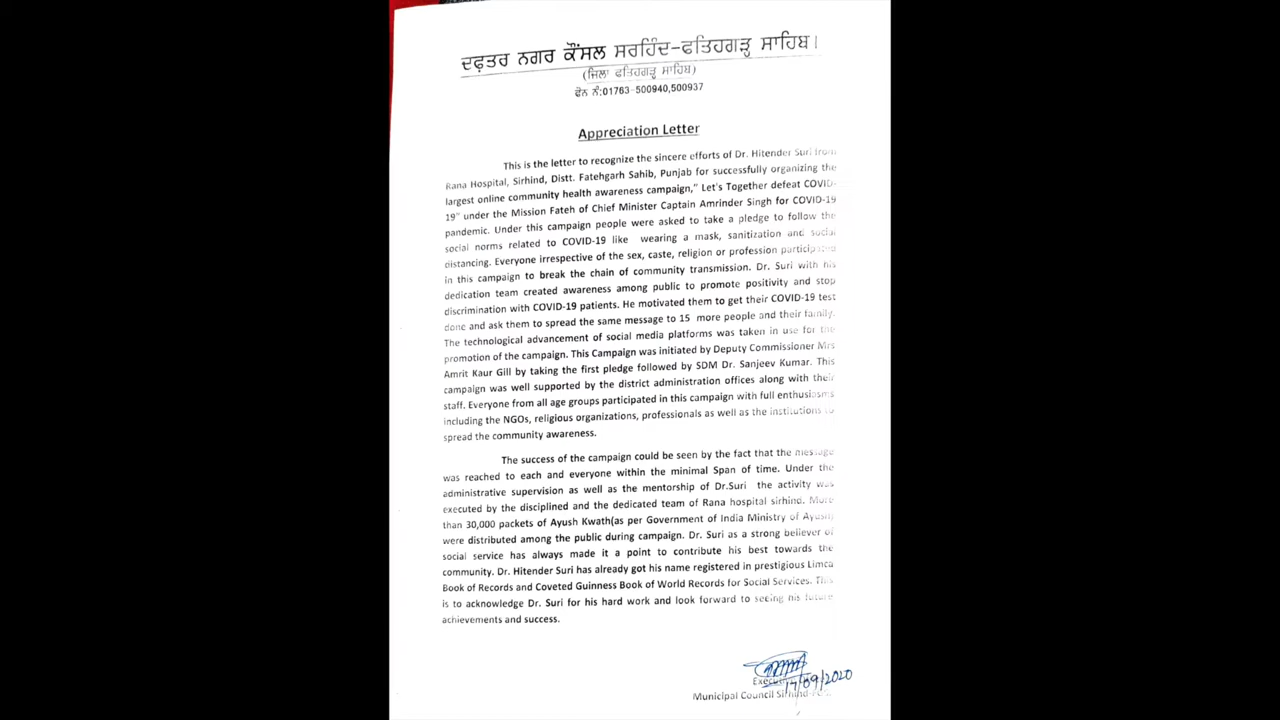 ਦਫ਼ਤਰ ਨਗਰ ਕੌਂਸਲ ਸਰਹਿੰਦ-ਫਤਿਹਗੜ੍ਹ ਸਾਹਿਬ।
(ਜਿਲਾ ਫਤਿਹਗੜ੍ਹ ਸਾਹਿਬ)
ਫੋਨ ਨੰ:01763-500940,500937
Appreciation Letter
This is the letter to recognize the sincere efforts of Dr. Hitender Suri from
Rana Hospital, Sirhind, Distt. Fatehgarh Sahib, Punjab for successfully organizing the
largest online community health awareness campaign," Let's Together defeat COVID-
19" under the Mission Fateh of Chief Minister Captain Amrinder Singh for COVID-19
pandemic. Under this campaign people were asked to take a pledge to follow the
social norms related to COVID-19 like wearing a mask, sanitization and social
distancing. Everyone irrespective of the sex, caste, religion or profession participated
in this campaign to break the chain of community transmission. Dr. Suri with his
dedication team created awareness among public to promote positivity and stop
discrimination with COVID-19 patients. He motivated them to get their COVID-19 test
done and ask them to spread the same message to 15 more people and their family.
The technological advancement of social media platforms was taken in use for the
promotion of the campaign. This Campaign was initiated by Deputy Commissioner Mrs
Amrit Kaur Gill by taking the first pledge followed by SDM Dr. Sanjeev Kumar. This
campaign was well supported by the district administration offices along with their
staff. Everyone from all age groups participated in this campaign with full enthusiasms
including the NGOs, religious organizations, professionals as well as the institutions to
spread the community awareness.
The success of the campaign could be seen by the fact that the message
was reached to each and everyone within the minimal Span of time. Under the
administrative supervision as well as the mentorship of Dr.Suri the activity was
executed by the disciplined and the dedicated team of Rana hospital sirhind. More
than 30,000 packets of Ayush Kwath(as per Government of India Ministry of Ayush)
were distributed among the public during campaign. Dr. Suri as a strong believer of
social service has always made it a point to contribute his best towards the
community. Dr. Hitender Suri has already got his name registered in prestigious Limca
Book of Records and Coveted Guinness Book of World Records for Social Services. This
is to acknowledge Dr. Suri for his hard work and look forward to seeing his future
achievements and success.
17/09/2020
Municipal Council